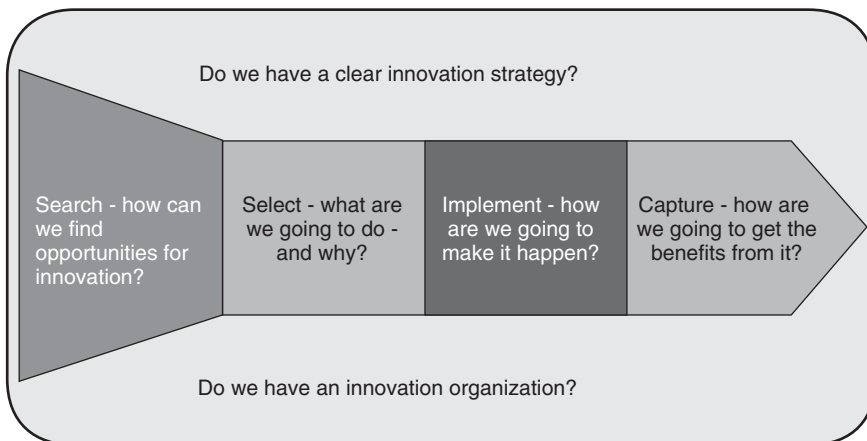 Do we have a clear innovation strategy?
Search - how can
we find
opportunities for
innovation?
Select - what are
we going to do -
and why?
Implement - how
are we going to
make it happen?
Capture - how are
we going to get the
benefits from it?
Do we have an innovation organization?